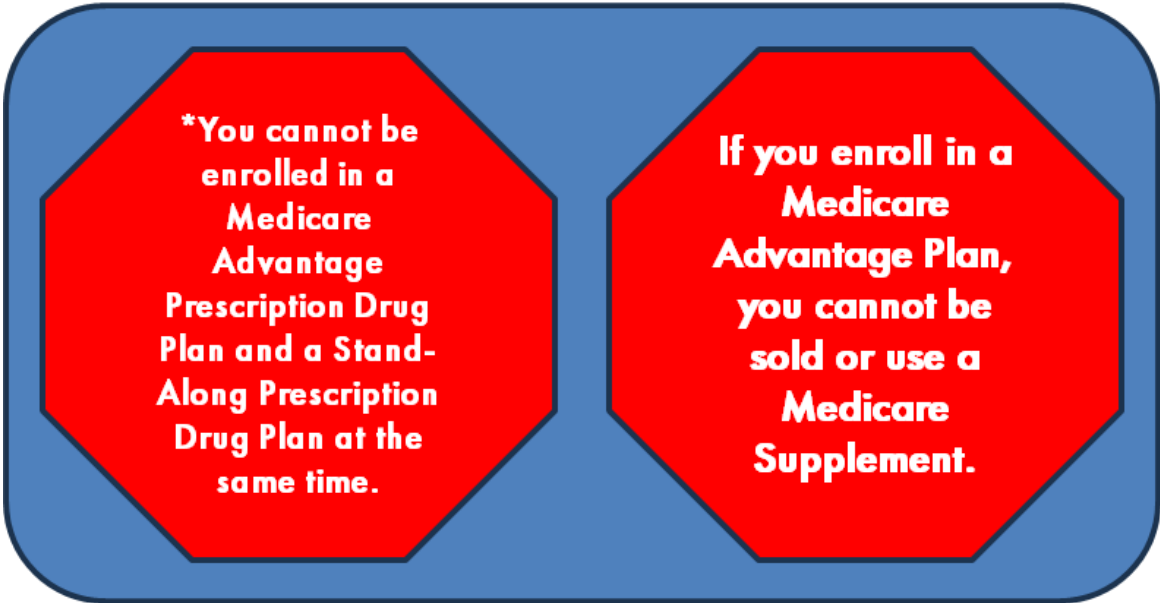 *You cannot be
enrolled in a
Medicare
Advantage
Prescription Drug
Plan and a Stand-
Along Prescription
Drug Plan at the
same time.
If you enroll in a
Medicare
Advantage Plan,
you cannot be
sold or use a
Medicare
Supplement.